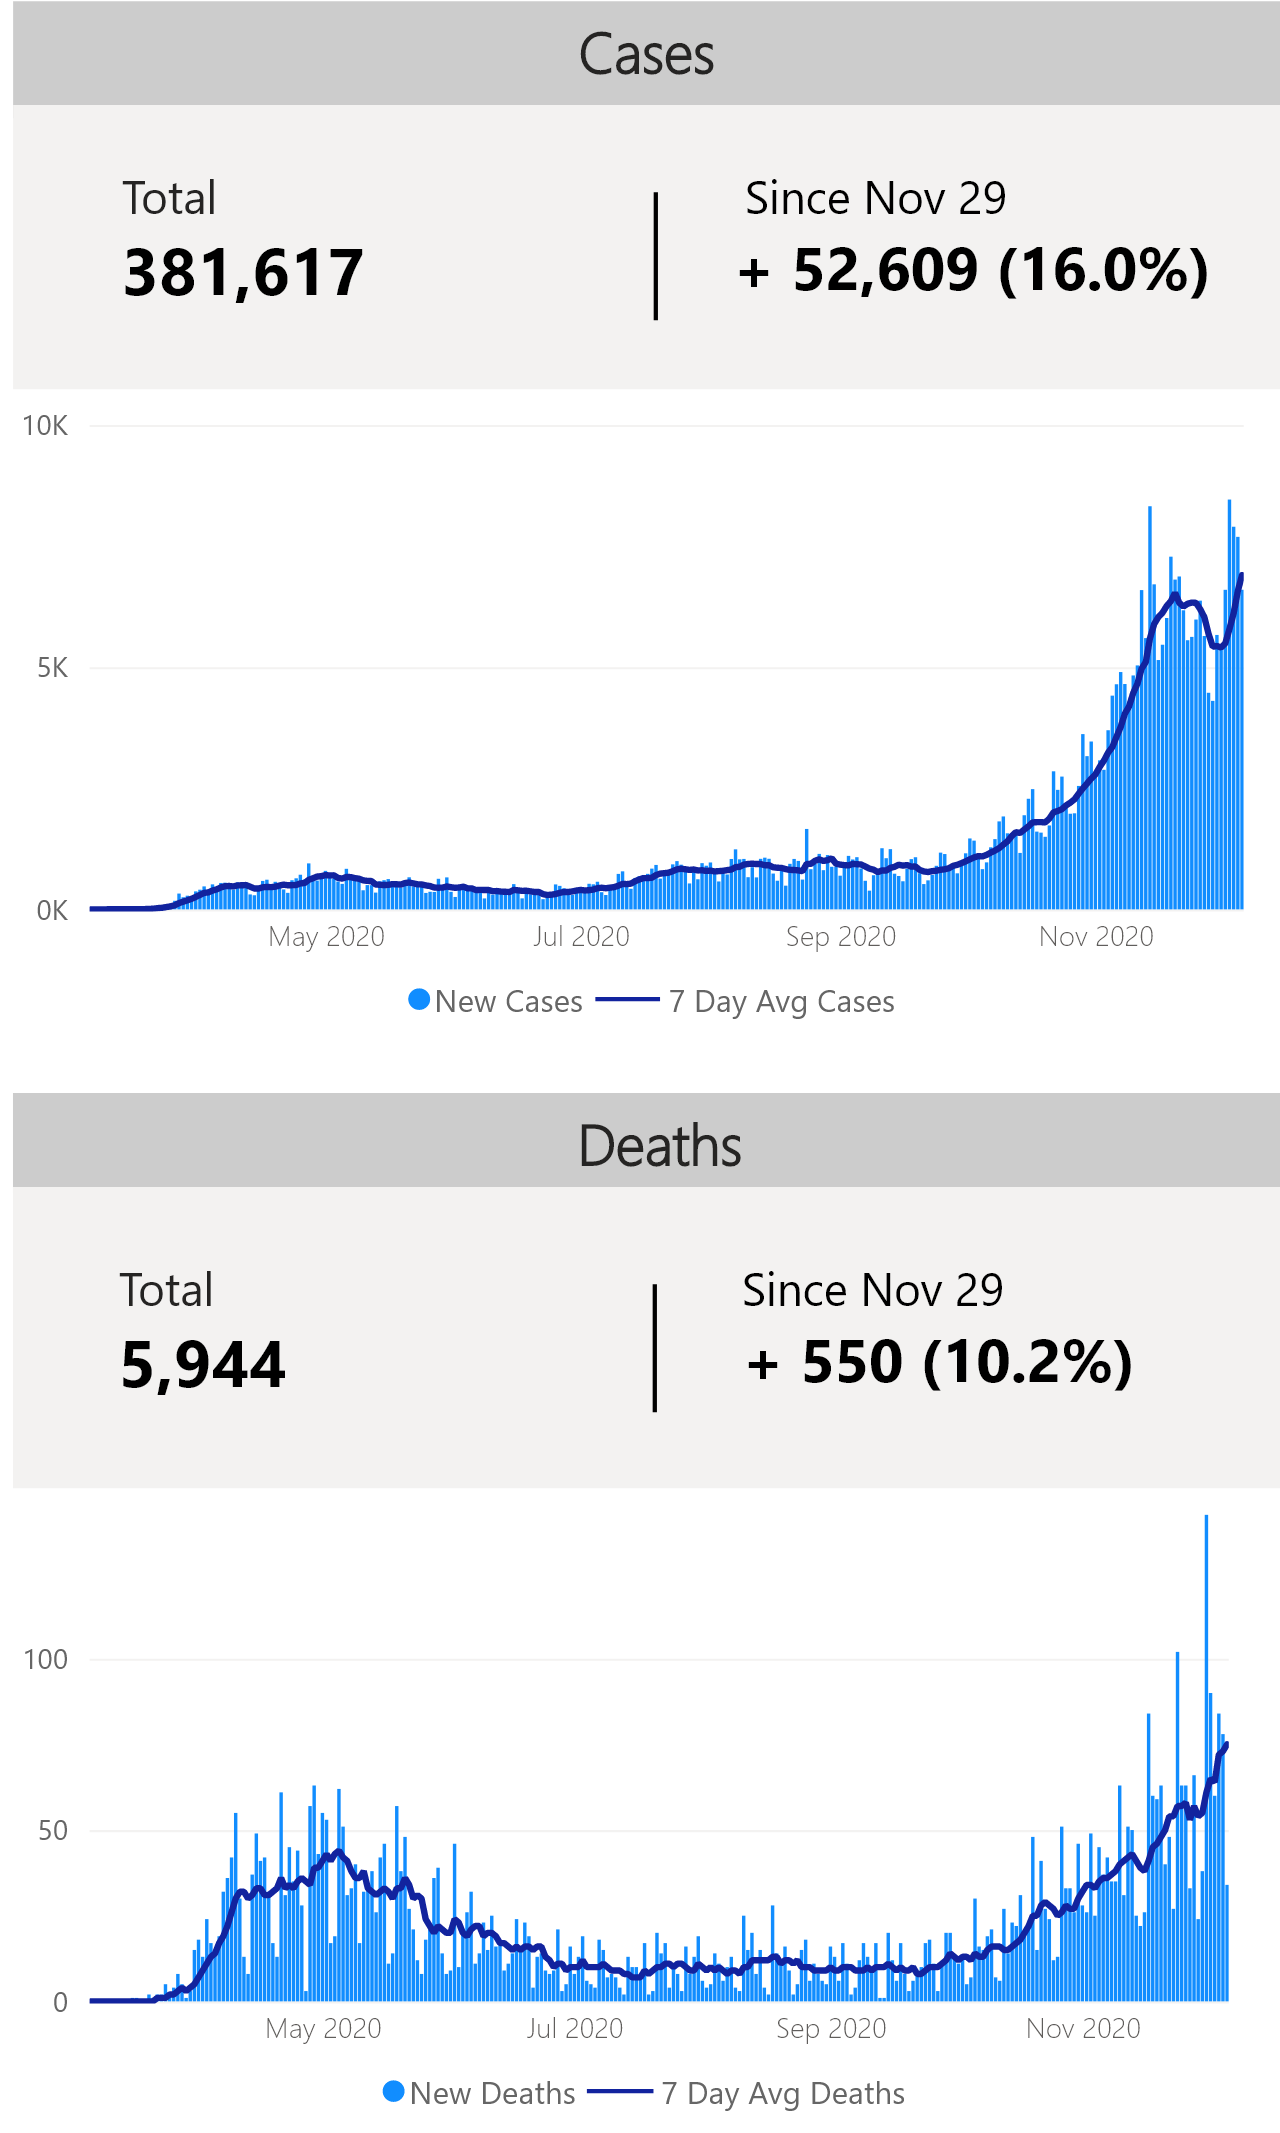 Cases
Total
381,617
Since Nov 29
+ 52,609 (16.0%)
10K
5K
0K
May 2020 Jul 2020 Sep 2020 Nov 2020
New Cases 7 Day Avg Cases
Deaths
Total
5,944
Since Nov 29
+ 550 (10.2%)
100
50
0
May 2020 Jul 2020 Sep 2020 Nov 2020
New Deaths 7 Day Avg Deaths